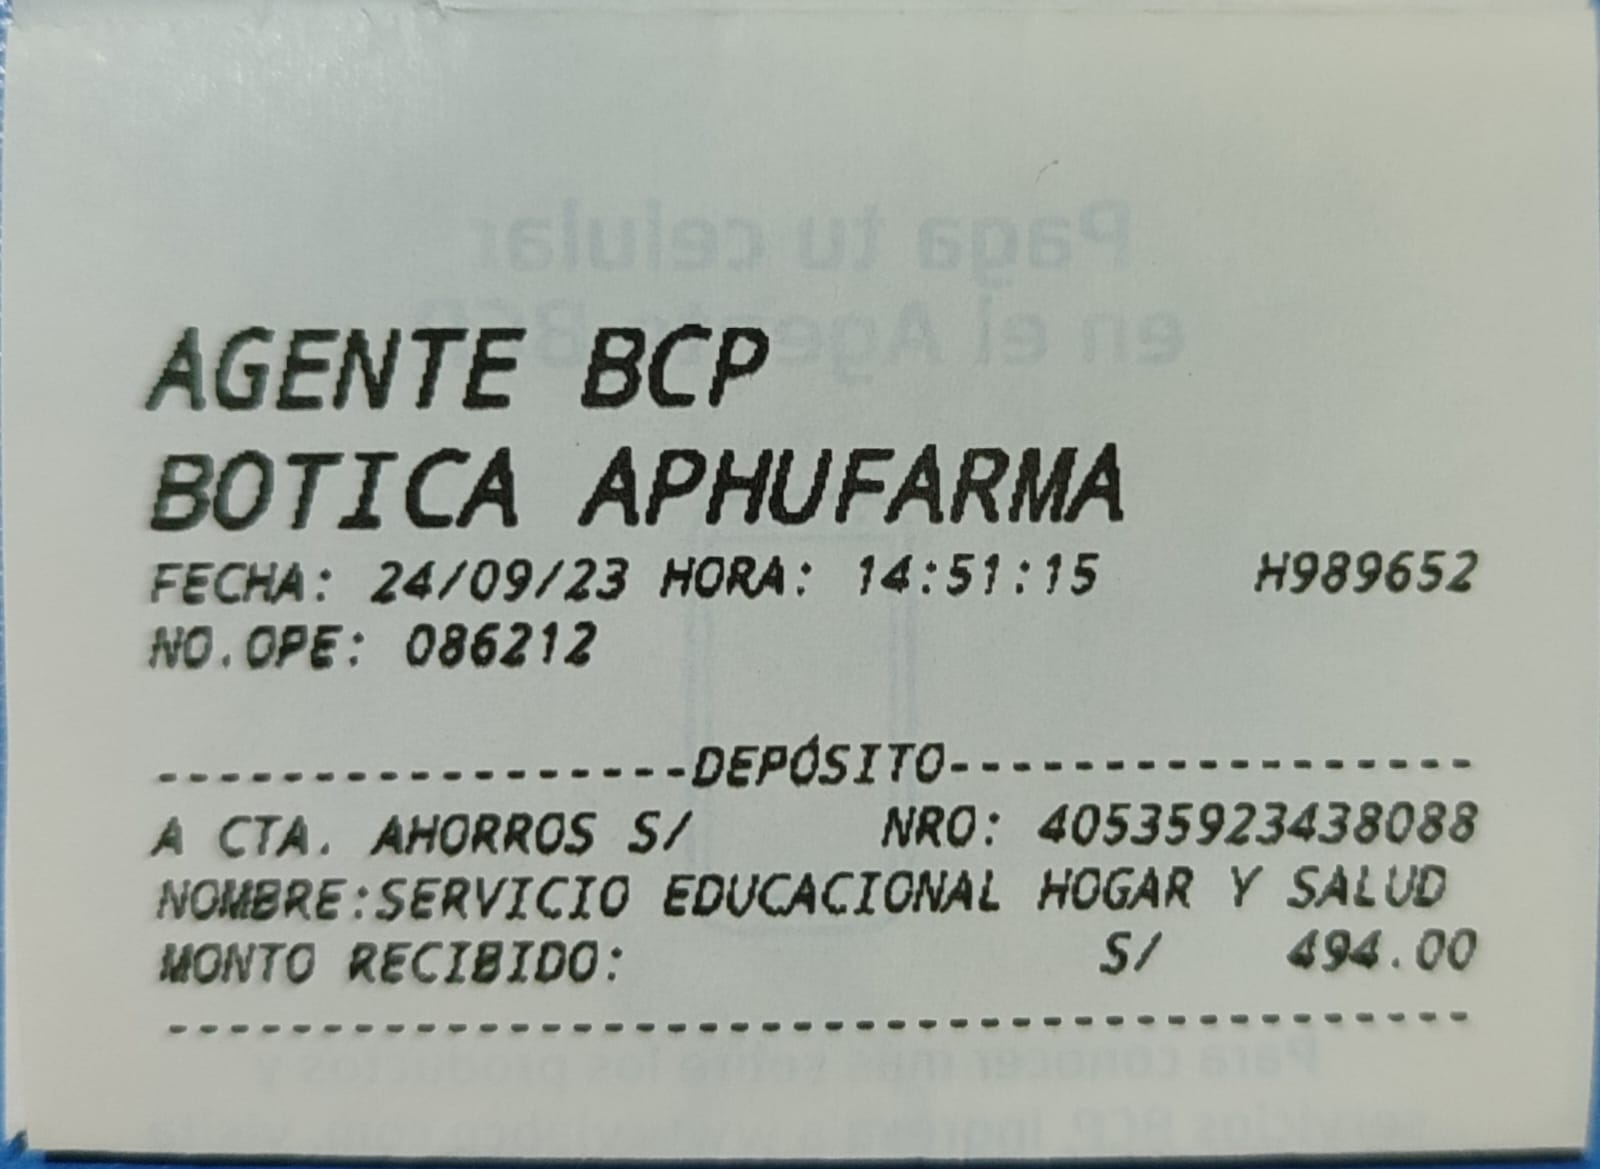 AGENTE BCP
BOTICA APHUFARMA
FECHA: 24/09/23 HORA: 14:51:15 H989652
NO.OPE: 086212
-----------------DEPÓSITO-----------------
A CTA. AHORROS S/ NRO: 40535923438088
NOMBRE:SERVICIO EDUCACIONAL HOGAR Y SALUD
MONTO RECIBIDO: S/ 494.00
------------------------------------------